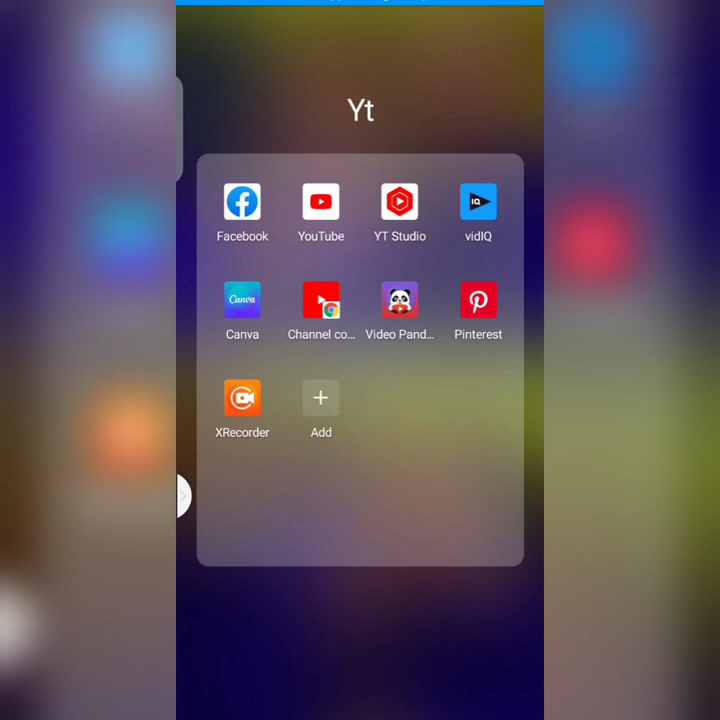 Yt
Facebook
YouTube
YT Studio
vidIQ
Canva
Channel co...
Video Pand...
Pinterest
XRecorder
Add